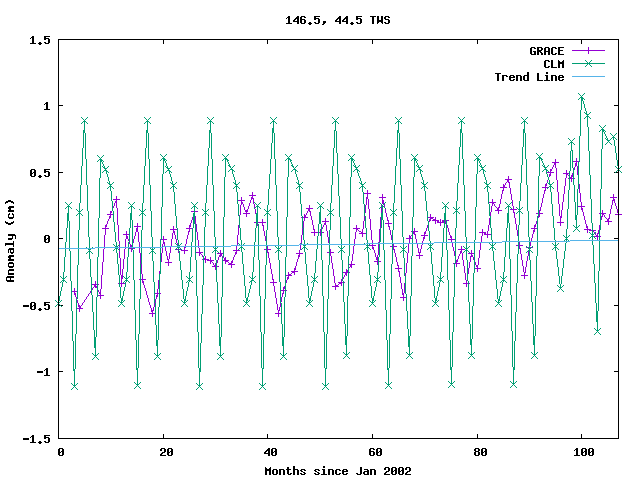 146.5, 44.5 TWS
GRACE
CLM
Trend Line
1.5
1
0.5
0
-0.5
-1
-1.5
Anomaly (cm)
0 20 40 60 80 100
Months since Jan 2002